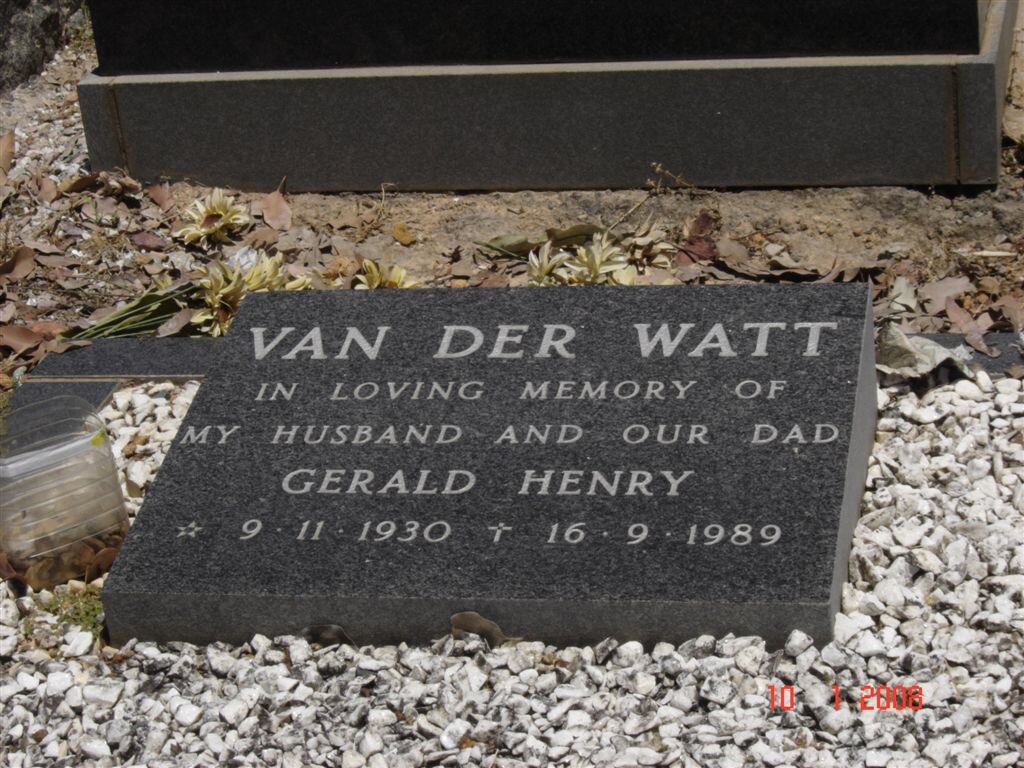 VAN DER WATT
IN LOVING MEMORY OF
MY HUSBAND AND OUR DAD
GERALD HENRY
☆ 9 · 11 · 1930 ✝ 16 · 9 · 1989
10 1 2008